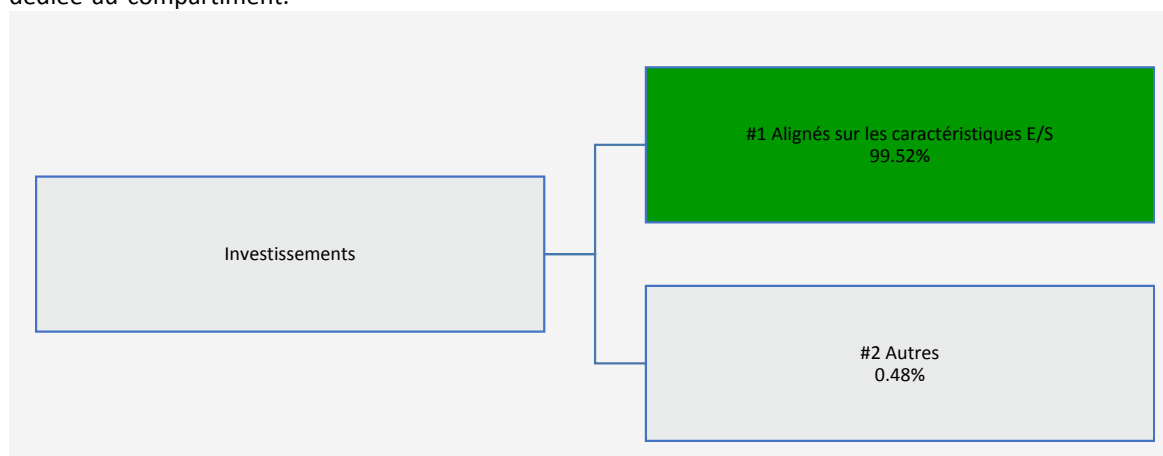 dédiée au compartiment.
#1 Alignés sur les caractéristiques E/S
99.52%
Investissements
#2 Autres
0.48%